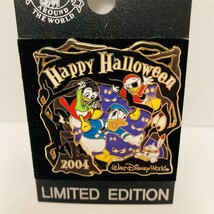 AROUND
THE WORLD
Happy Halloween
2004
Walt Disney World
LIMITED EDITION